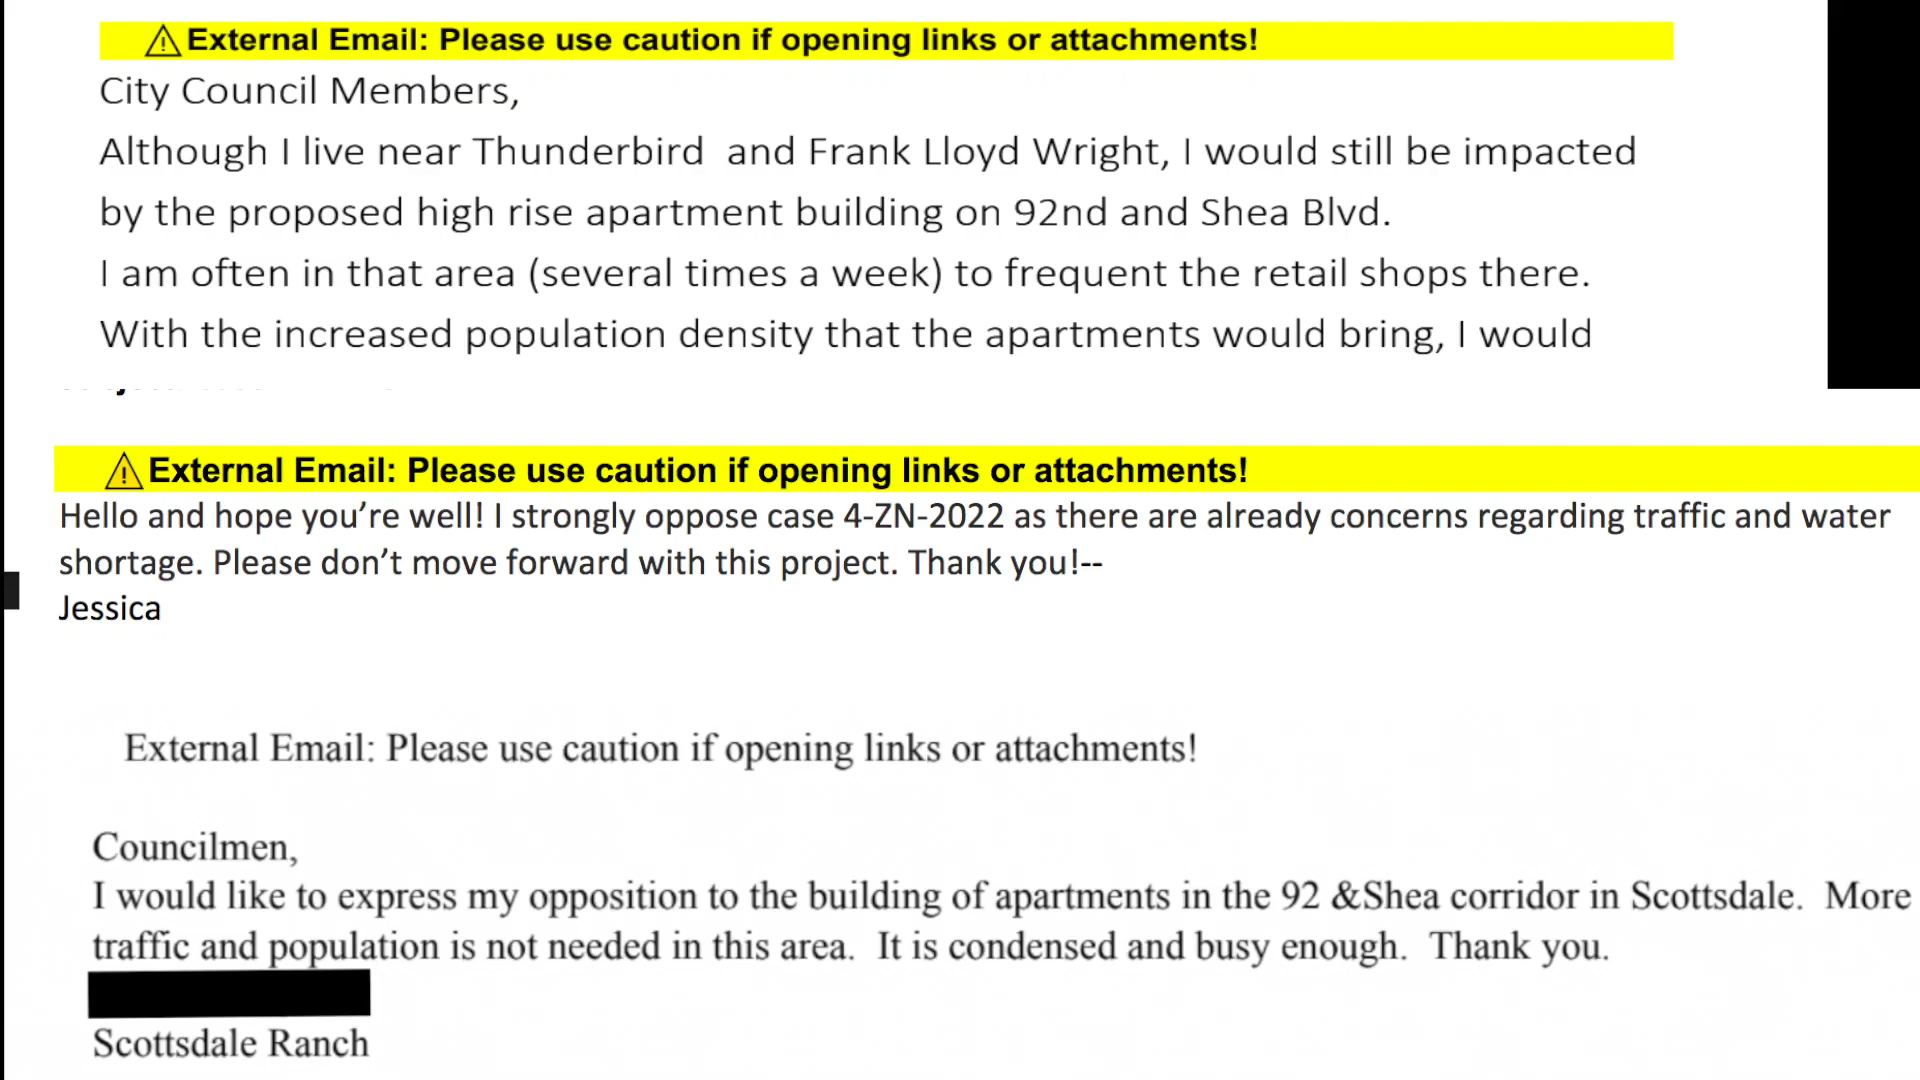 External Email: Please use caution if opening links or attachments!
City Council Members,
Although I live near Thunderbird  and Frank Lloyd Wright, I would still be impacted
by the proposed high rise apartment building on 92nd and Shea Blvd.
I am often in that area (several times a week) to frequent the retail shops there.
With the increased population density that the apartments would bring, I would
External Email: Please use caution if opening links or attachments!
Hello and hope you’re well! I strongly oppose case 4-ZN-2022 as there are already concerns regarding traffic and water
shortage. Please don’t move forward with this project. Thank you!--
Jessica
External Email: Please use caution if opening links or attachments!
Councilmen,
I would like to express my opposition to the building of apartments in the 92 &Shea corridor in Scottsdale.  More
traffic and population is not needed in this area.  It is condensed and busy enough.  Thank you.
Scottsdale Ranch